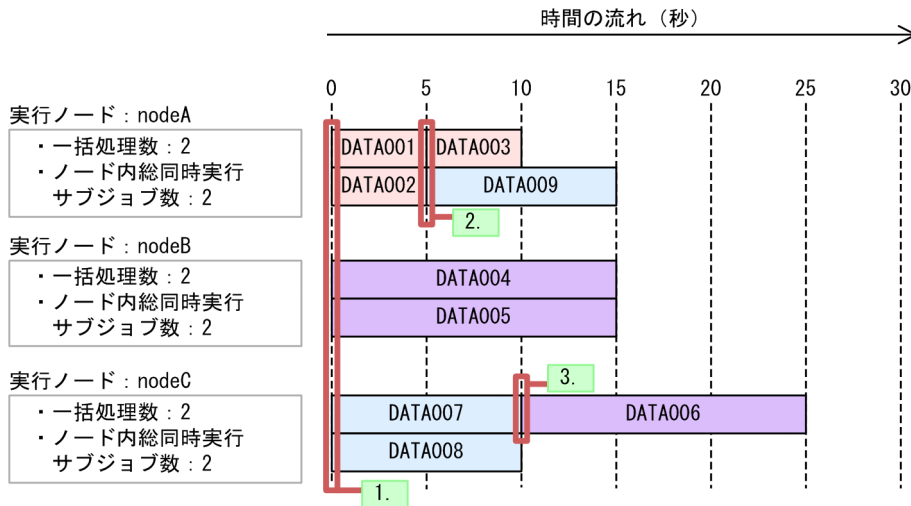 時間の流れ（秒）
0 5 10 15 20 25 30
実行ノード：nodeA
・一括処理数：2
・ノード内総同時実行
サブジョブ数：2
DATA001 DATA003
DATA002 DATA009
2.
実行ノード：nodeB
・一括処理数：2
・ノード内総同時実行
サブジョブ数：2
DATA004
DATA005
3.
実行ノード：nodeC
・一括処理数：2
・ノード内総同時実行
サブジョブ数：2
DATA007 DATA006
DATA008
1.